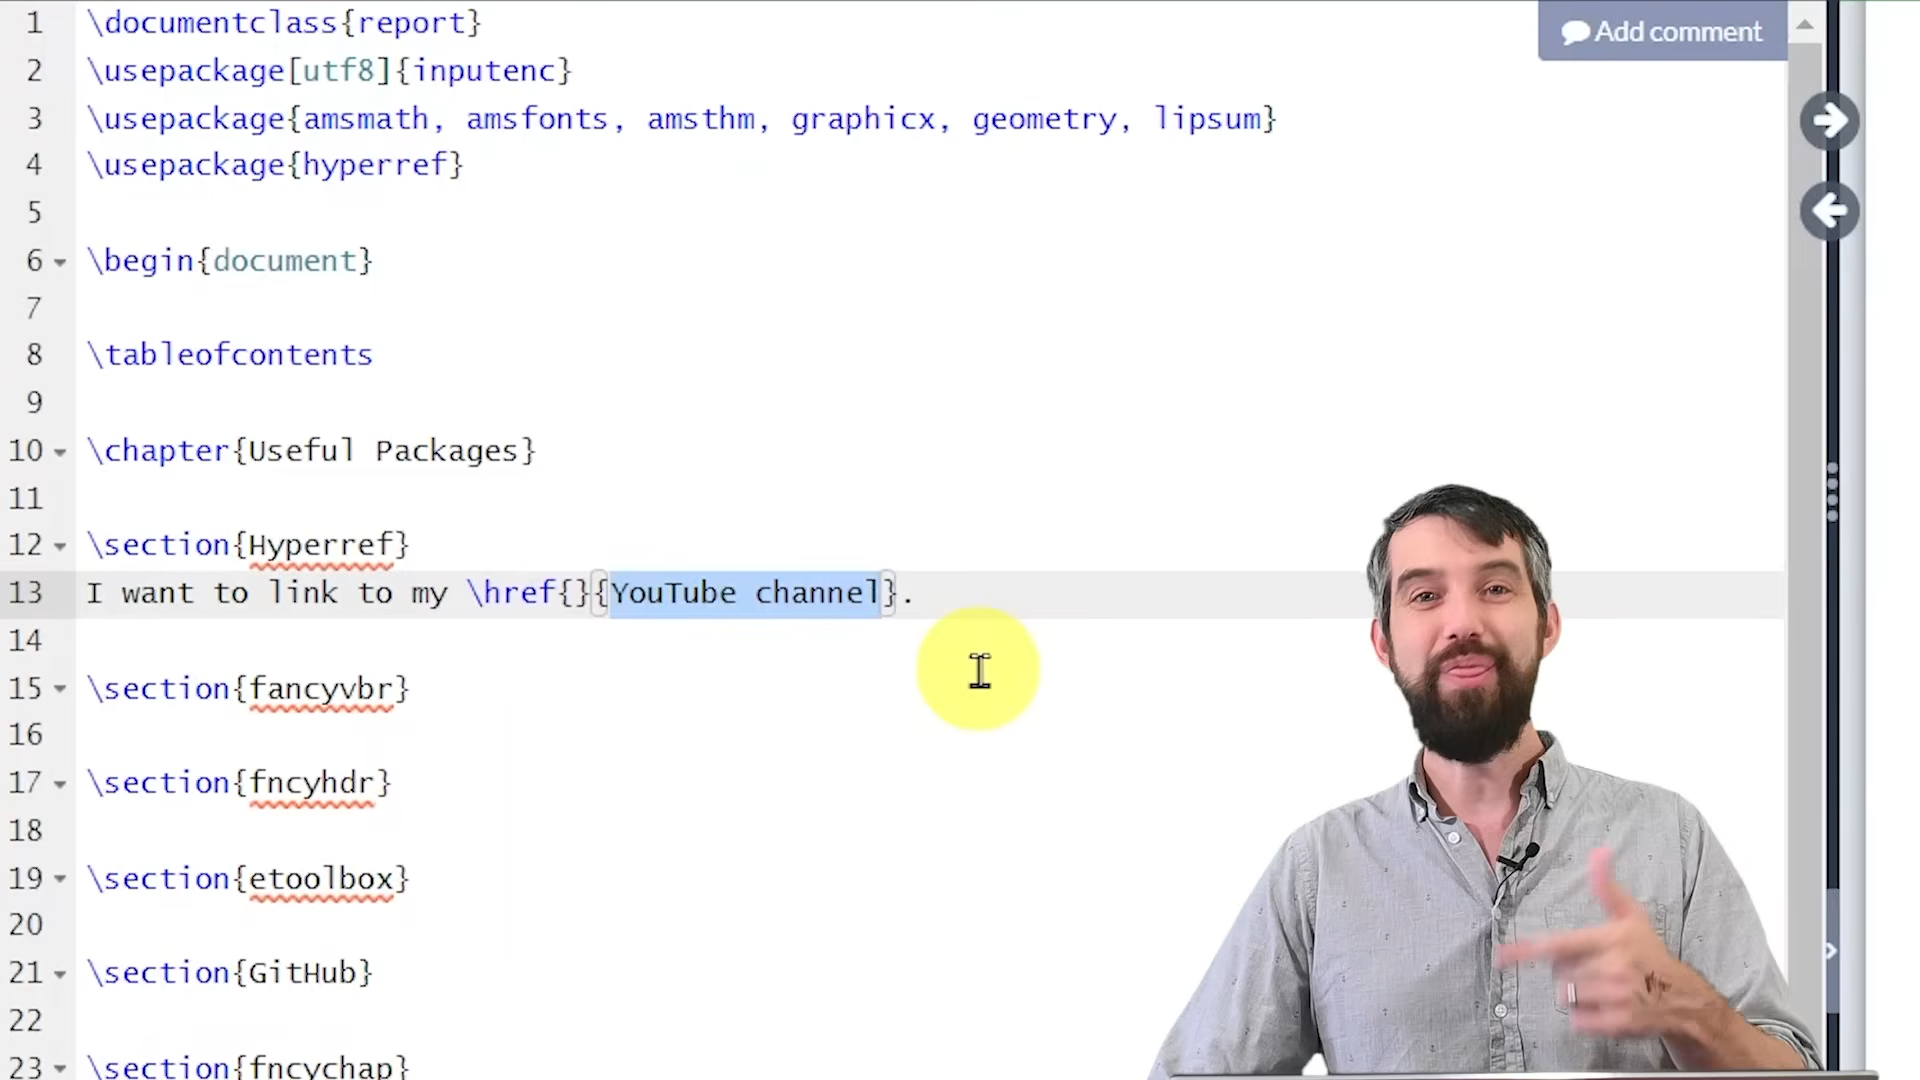 1 \documentclass{report}
Add comment
2 \usepackage[utf8]{inputenc}
3 \usepackage{amsmath, amsfonts, amsthm, graphicx, geometry, lipsum}
4 \usepackage{hyperref}
5
6 \begin{document}
7
8 \tableofcontents
9
10 \chapter{Useful Packages}
11
12 \section{Hyperref}
13 I want to link to my \href{}{YouTube channel}.
14
15 \section{fancyvbr}
16
17 \section{fncyhdr}
18
19 \section{etoolbox}
20
21 \section{GitHub}
22
23 \section{fncychap}